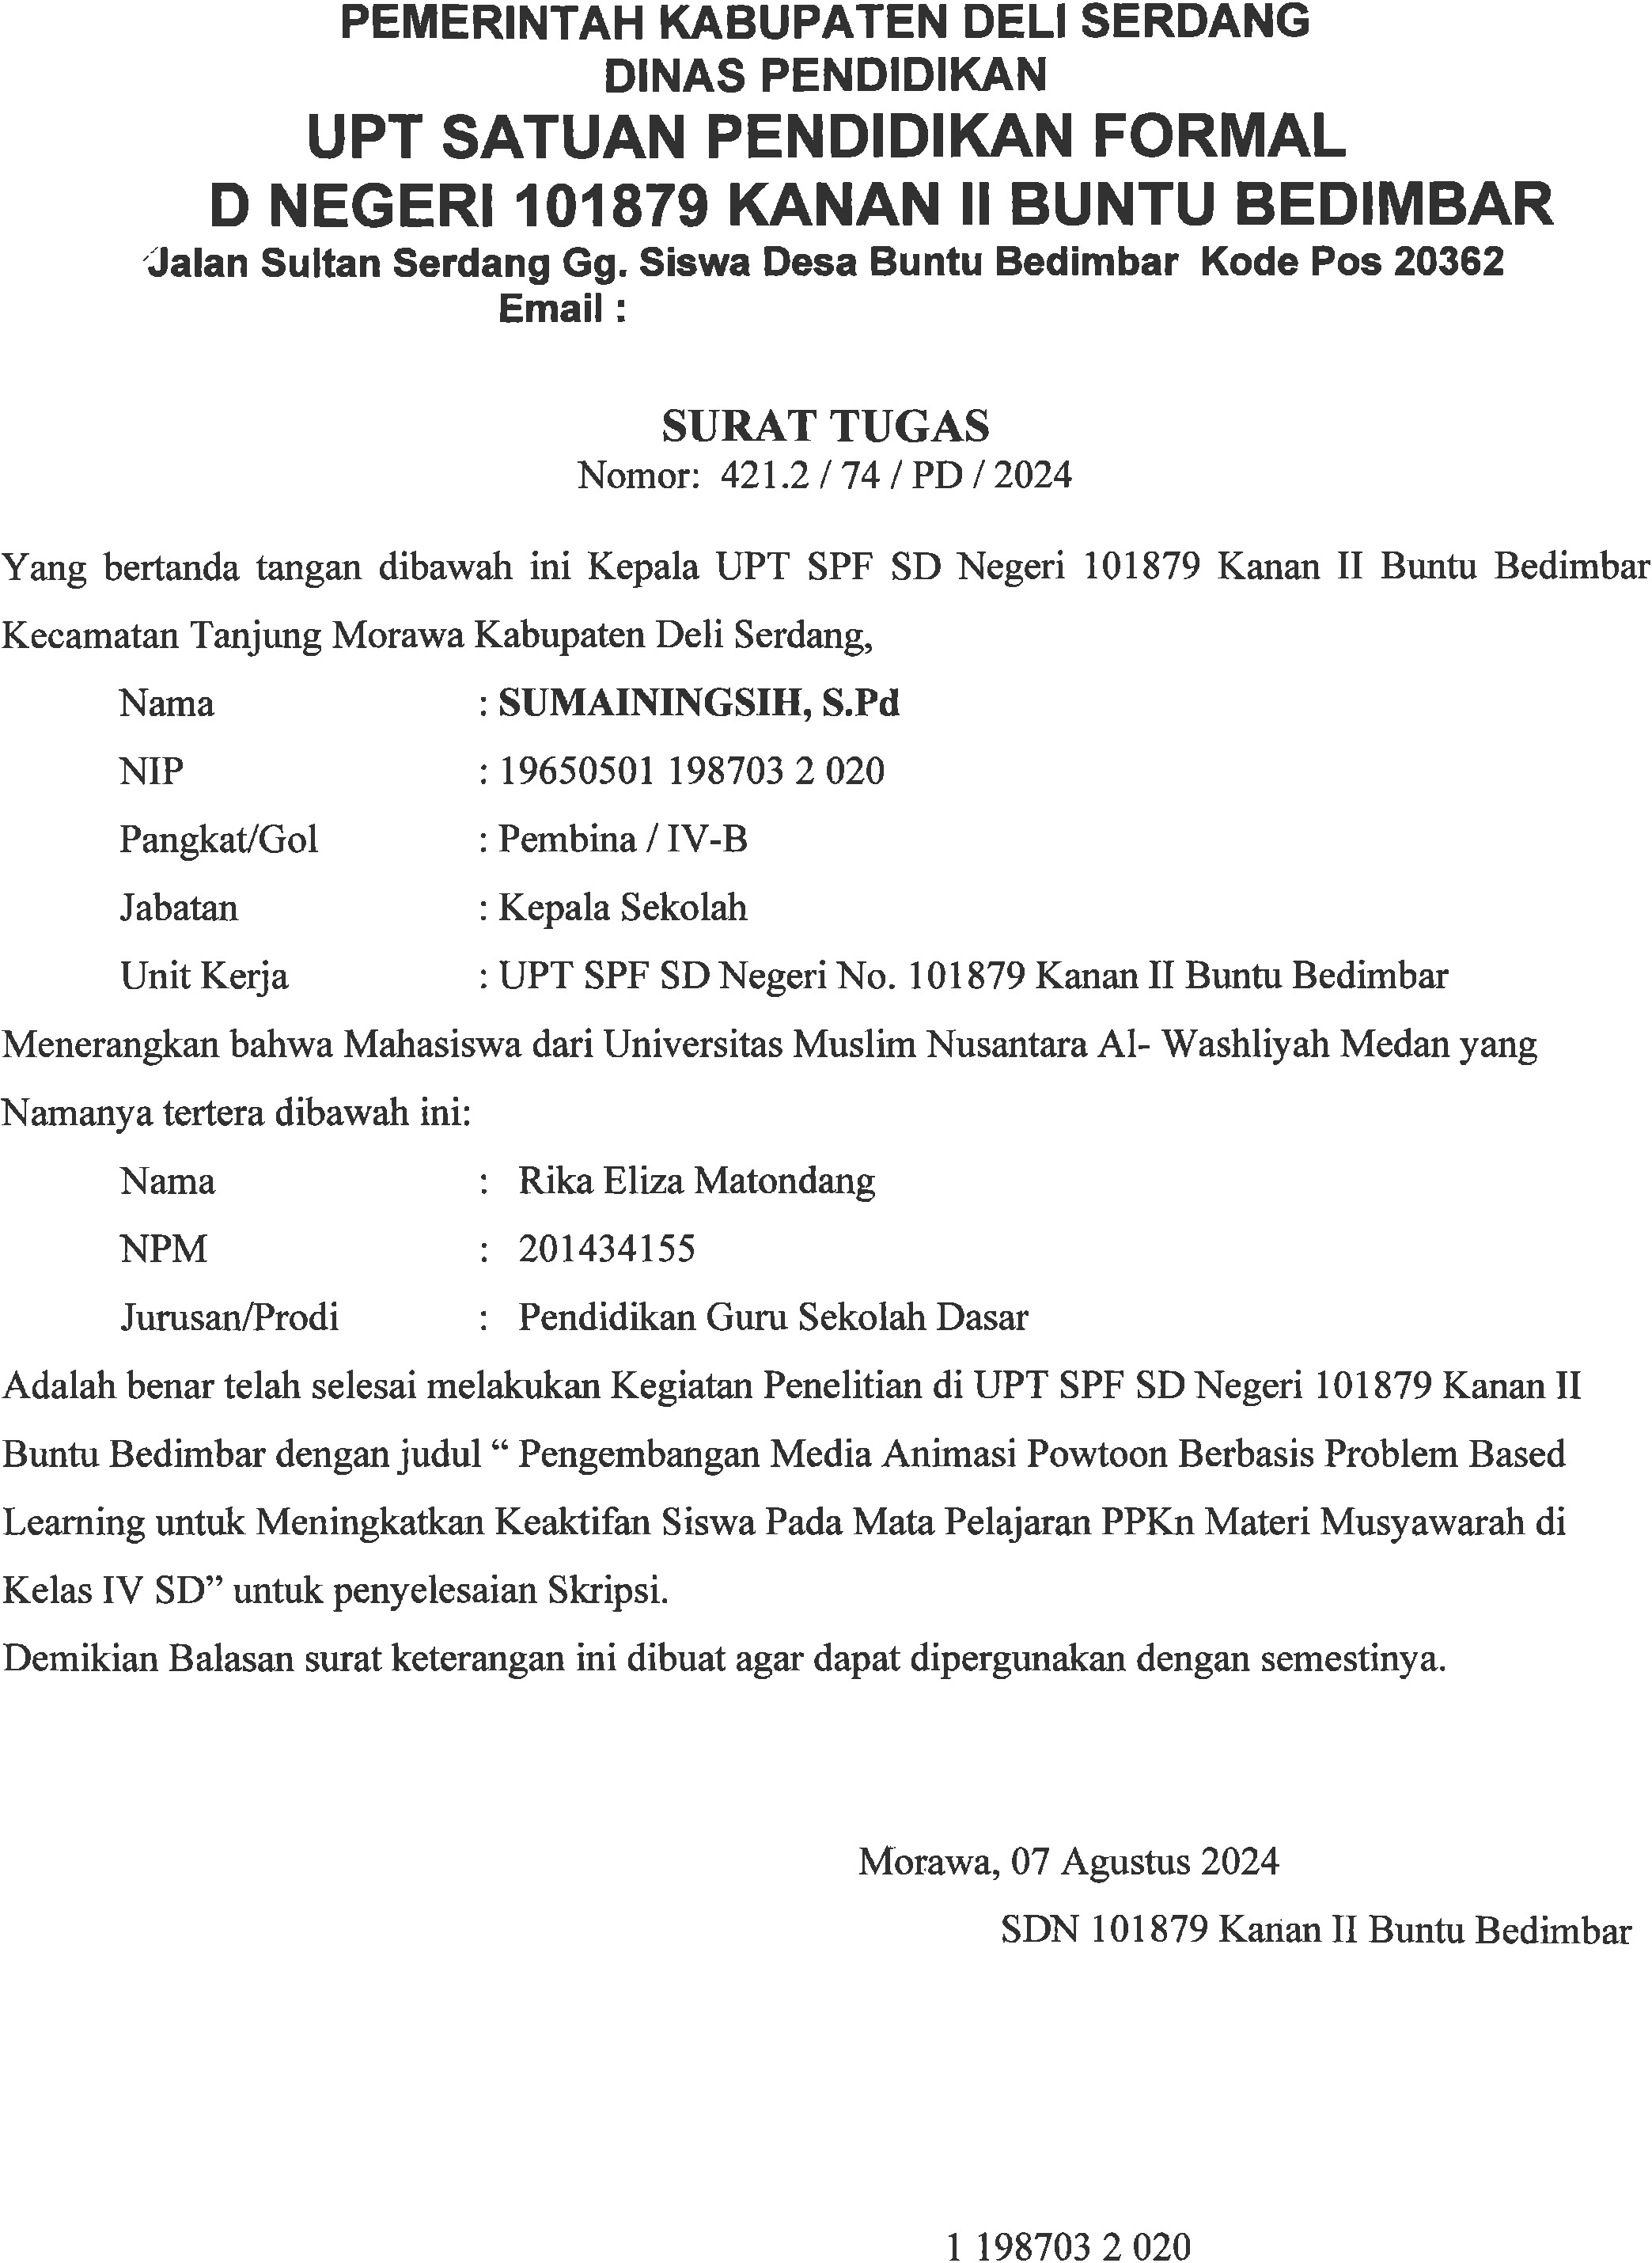 PEMERINTAH KABUPATEN DELI SERDANG
DINAS PENDIDIKAN
UPT SATUAN PENDIDIKAN FORMAL
D NEGERI 101879 KANAN II BUNTU BEDIMBAR
Jalan Sultan Serdang Gg. Siswa Desa Buntu Bedimbar Kode Pos 20362
Email :
SURAT TUGAS
Nomor: 421.2 / 74 / PD / 2024
Yang bertanda tangan dibawah ini Kepala UPT SPF SD Negeri 101879 Kanan II Buntu Bedimbar
Kecamatan Tanjung Morawa Kabupaten Deli Serdang,
Nama : SUMAININGSIH, S.Pd
NIP : 19650501 198703 2 020
Pangkat/Gol : Pembina / IV-B
Jabatan : Kepala Sekolah
Unit Kerja : UPT SPF SD Negeri No. 101879 Kanan II Buntu Bedimbar
Menerangkan bahwa Mahasiswa dari Universitas Muslim Nusantara Al- Washliyah Medan yang
Namanya tertera dibawah ini:
Nama : Rika Eliza Matondang
NPM : 201434155
Jurusan/Prodi : Pendidikan Guru Sekolah Dasar
Adalah benar telah selesai melakukan Kegiatan Penelitian di UPT SPF SD Negeri 101879 Kanan II
Buntu Bedimbar dengan judul “ Pengembangan Media Animasi Powtoon Berbasis Problem Based
Learning untuk Meningkatkan Keaktifan Siswa Pada Mata Pelajaran PPKn Materi Musyawarah di
Kelas IV SD” untuk penyelesaian Skripsi.
Demikian Balasan surat keterangan ini dibuat agar dapat dipergunakan dengan semestinya.
Morawa, 07 Agustus 2024
SDN 101879 Kanan II Buntu Bedimbar
1 198703 2 020